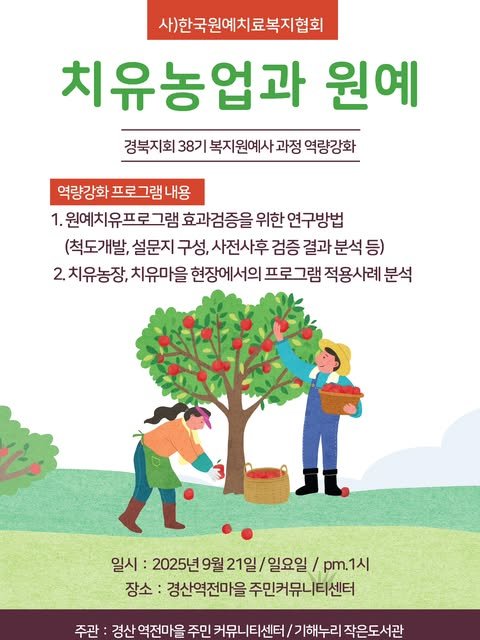 사)한국원예치료복지협회
치유농업과 원예
경북지회 38기 복지원예사 과정 역량강화
역량강화 프로그램 내용
1. 원예치유프로그램 효과검증을 위한 연구방법
(척도개발, 설문지 구성, 사전사후 검증 결과 분석 등)
2. 치유농장, 치유마을 현장에서의 프로그램 적용사례 분석
일시 : 2025년 9월 21일 / 일요일 / pm.1시
장소 : 경산역전마을 주민커뮤니티센터
주관 : 경산 역전마을 주민 커뮤니티센터 / 기해누리 작은도서관